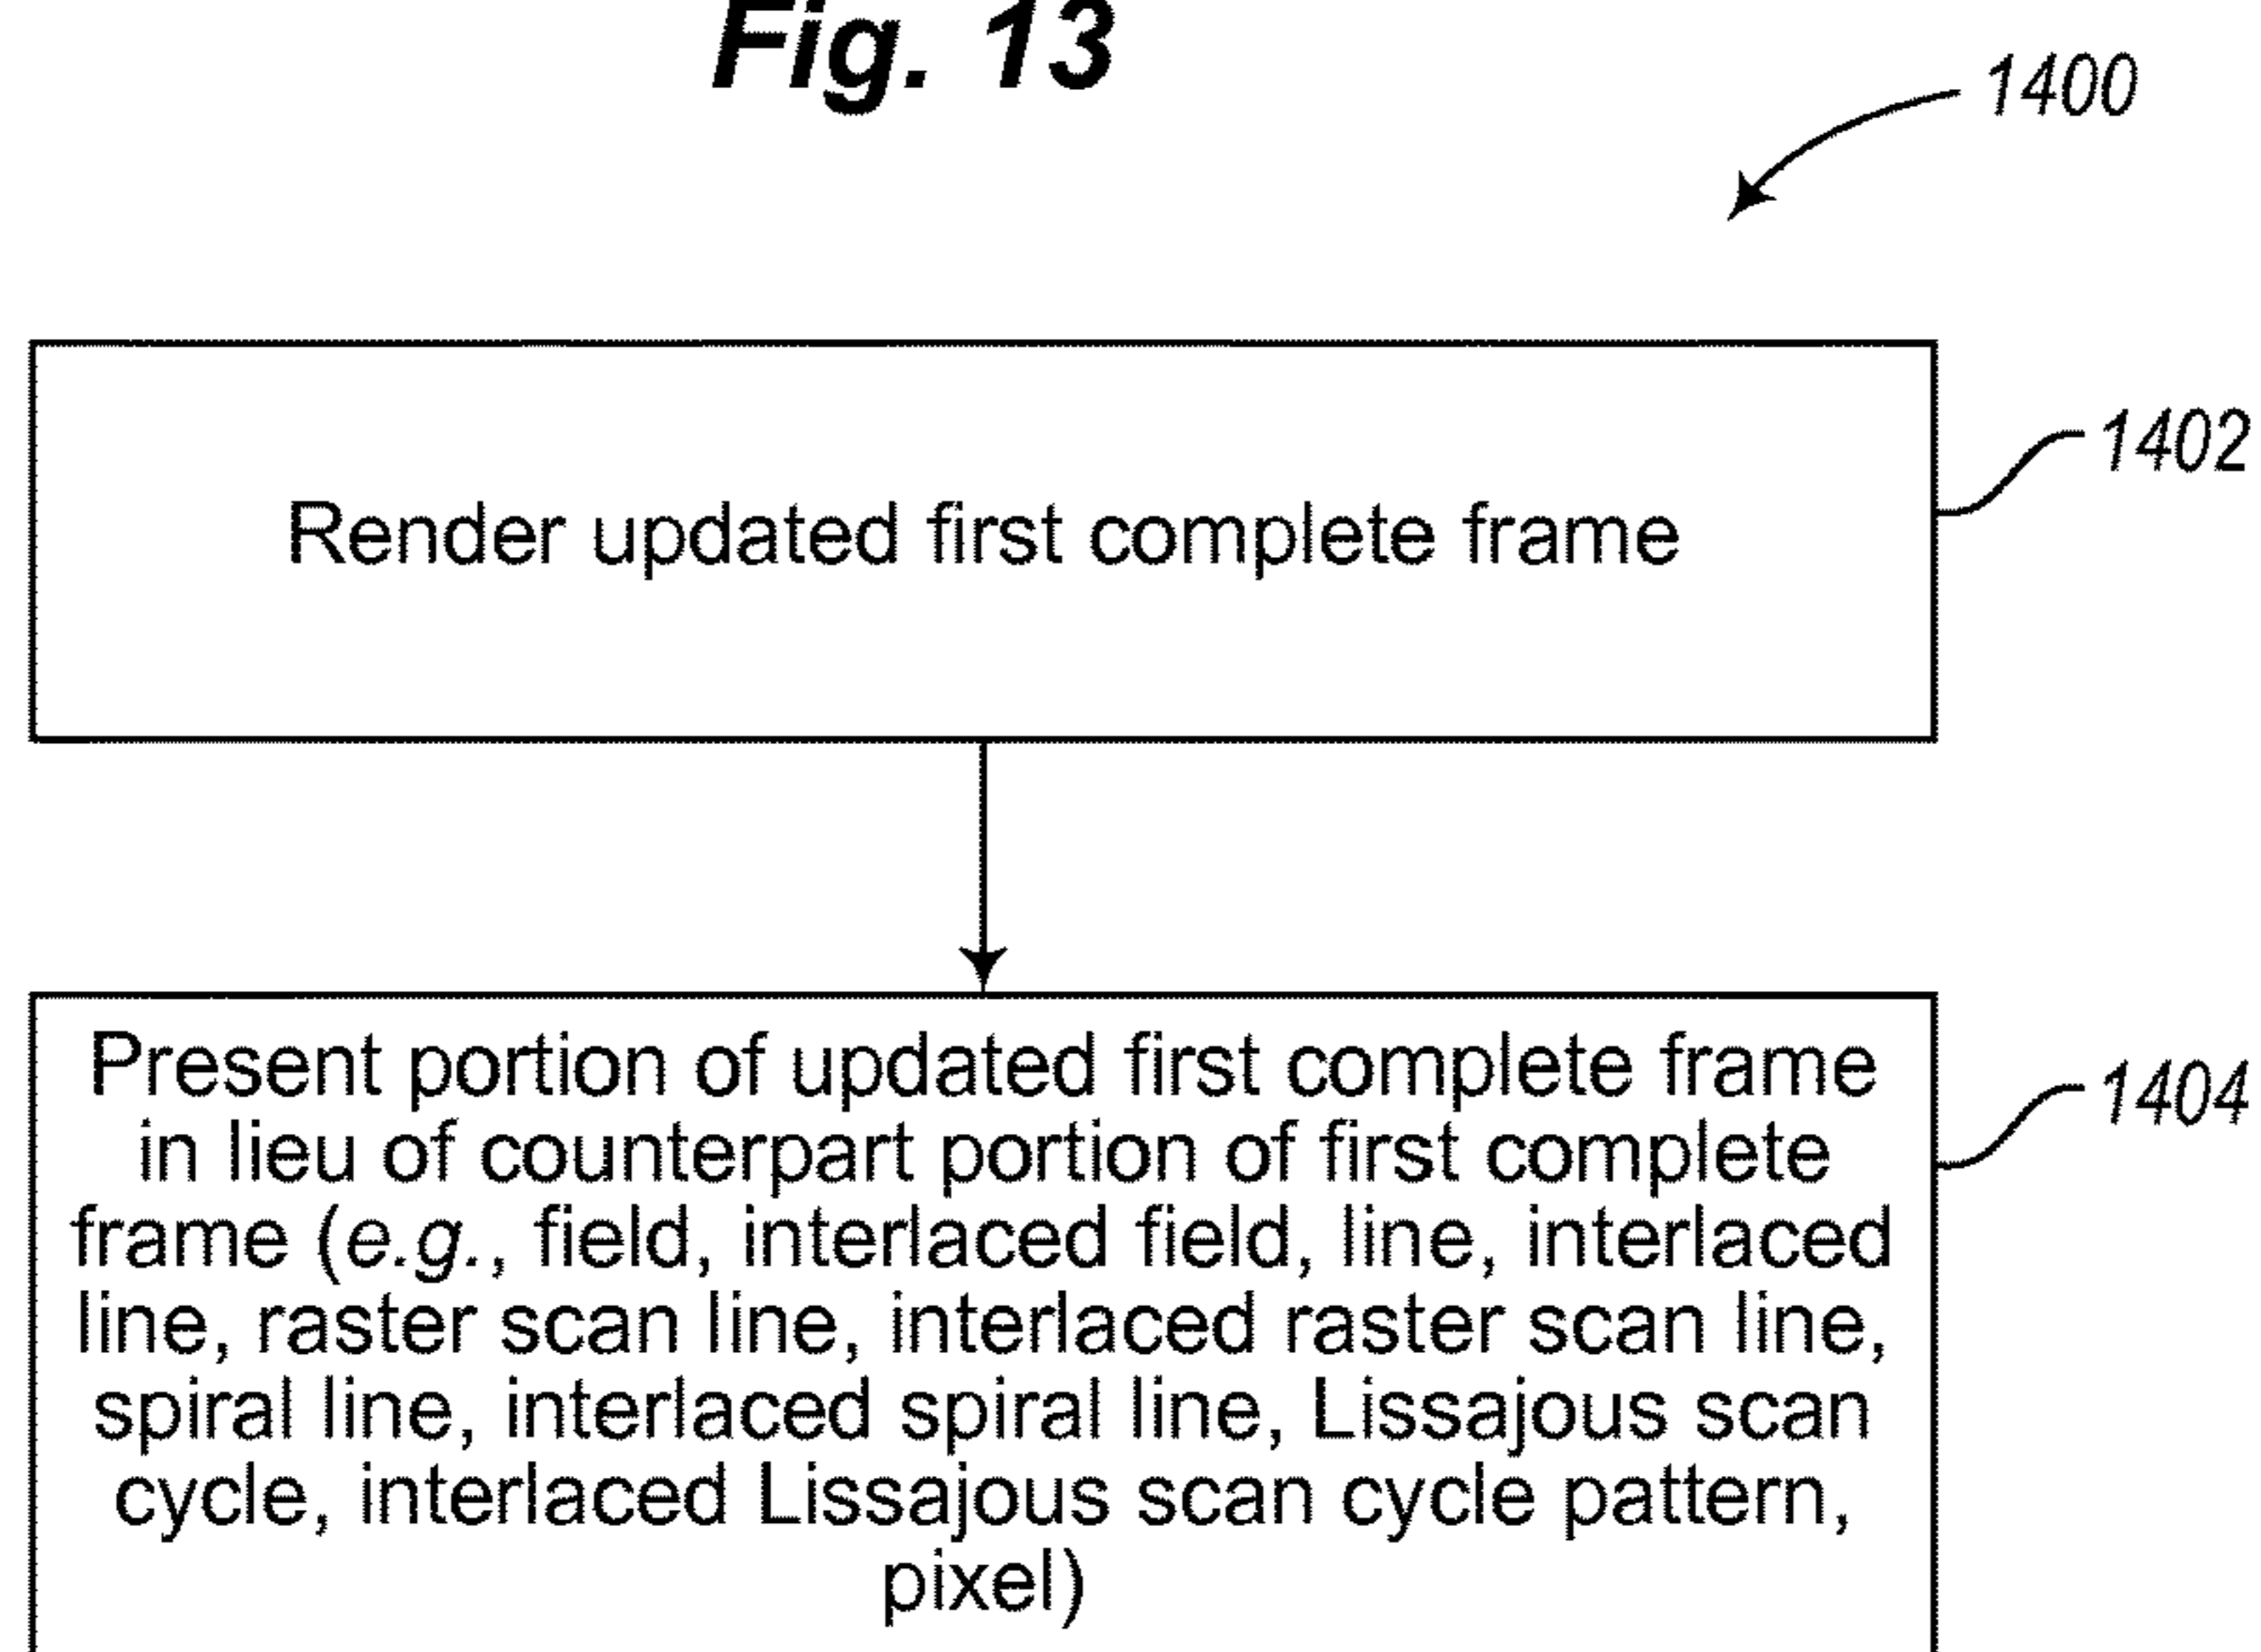 Fig. 13
1400
Render updated first complete frame
1402
Present portion of updated first complete frame
in lieu of counterpart portion of first complete
frame (e.g., field, interlaced field, line, interlaced
line, raster scan line, interlaced raster scan line,
spiral line, interlaced spiral line, Lissajous scan
cycle, interlaced Lissajous scan cycle pattern,
pixel)
1404